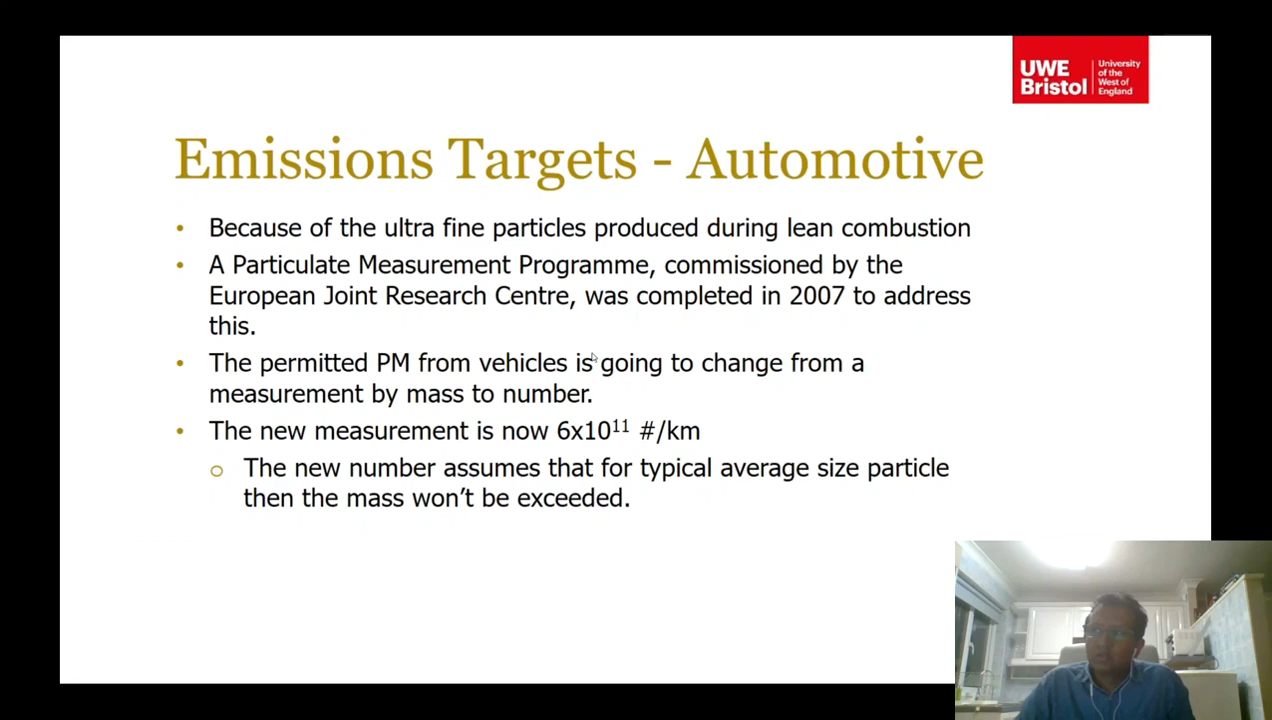 UWE
Bristol
University
of the
West of
England
Emissions Targets - Automotive
• Because of the ultra fine particles produced during lean combustion
• A Particulate Measurement Programme, commissioned by the
European Joint Research Centre, was completed in 2007 to address
this.
• The permitted PM from vehicles is going to change from a
measurement by mass to number.
• The new measurement is now 6x10¹¹ #/km
o The new number assumes that for typical average size particle
then the mass won't be exceeded.